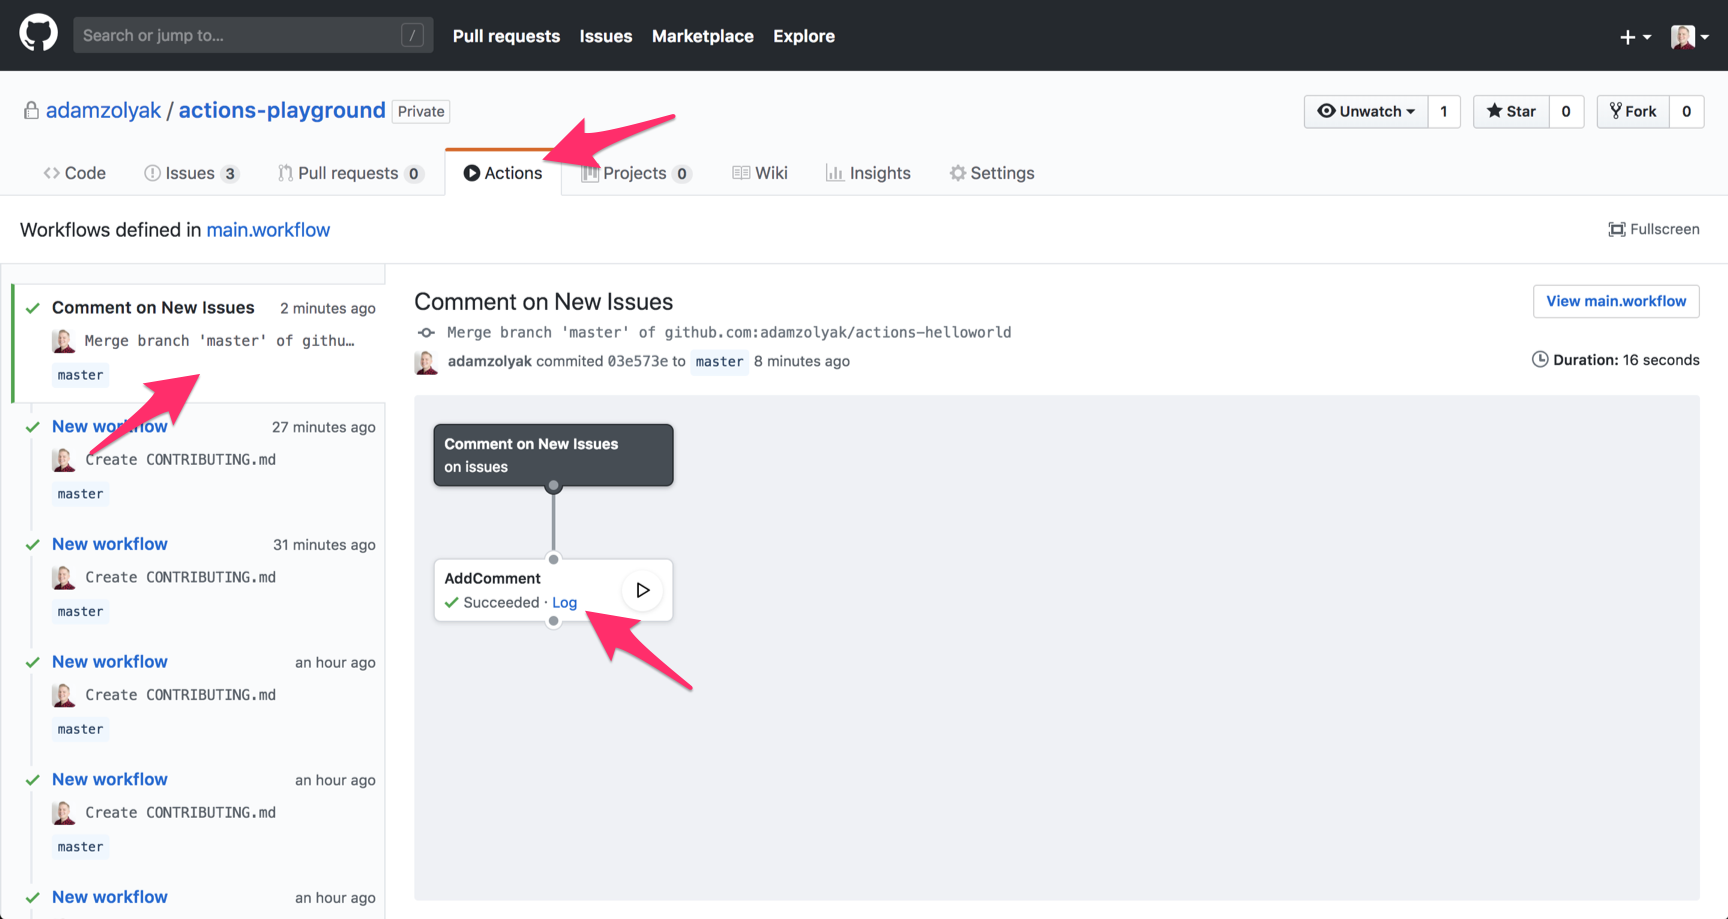 Search or jump to... / Pull requests Issues Marketplace Explore
adamzolyak / actions-playground Private Unwatch 1 Star 0 Fork 0
Code Issues 3 Pull requests 0 Actions Projects 0 Wiki Insights Settings
Workflows defined in main.workflow Fullscreen
Comment on New Issues 2 minutes ago
Merge branch 'master' of githu…
master
New workflow 27 minutes ago
Create CONTRIBUTING.md
master
New workflow 31 minutes ago
Create CONTRIBUTING.md
master
New workflow an hour ago
Create CONTRIBUTING.md
master
New workflow an hour ago
Create CONTRIBUTING.md
master
New workflow an hour ago
Comment on New Issues View main.workflow
Merge branch 'master' of github.com:adamzolyak/actions-helloworld
adamzolyak commited 03e573e to master 8 minutes ago Duration: 16 seconds
Comment on New Issues
on issues
AddComment
Succeeded · Log